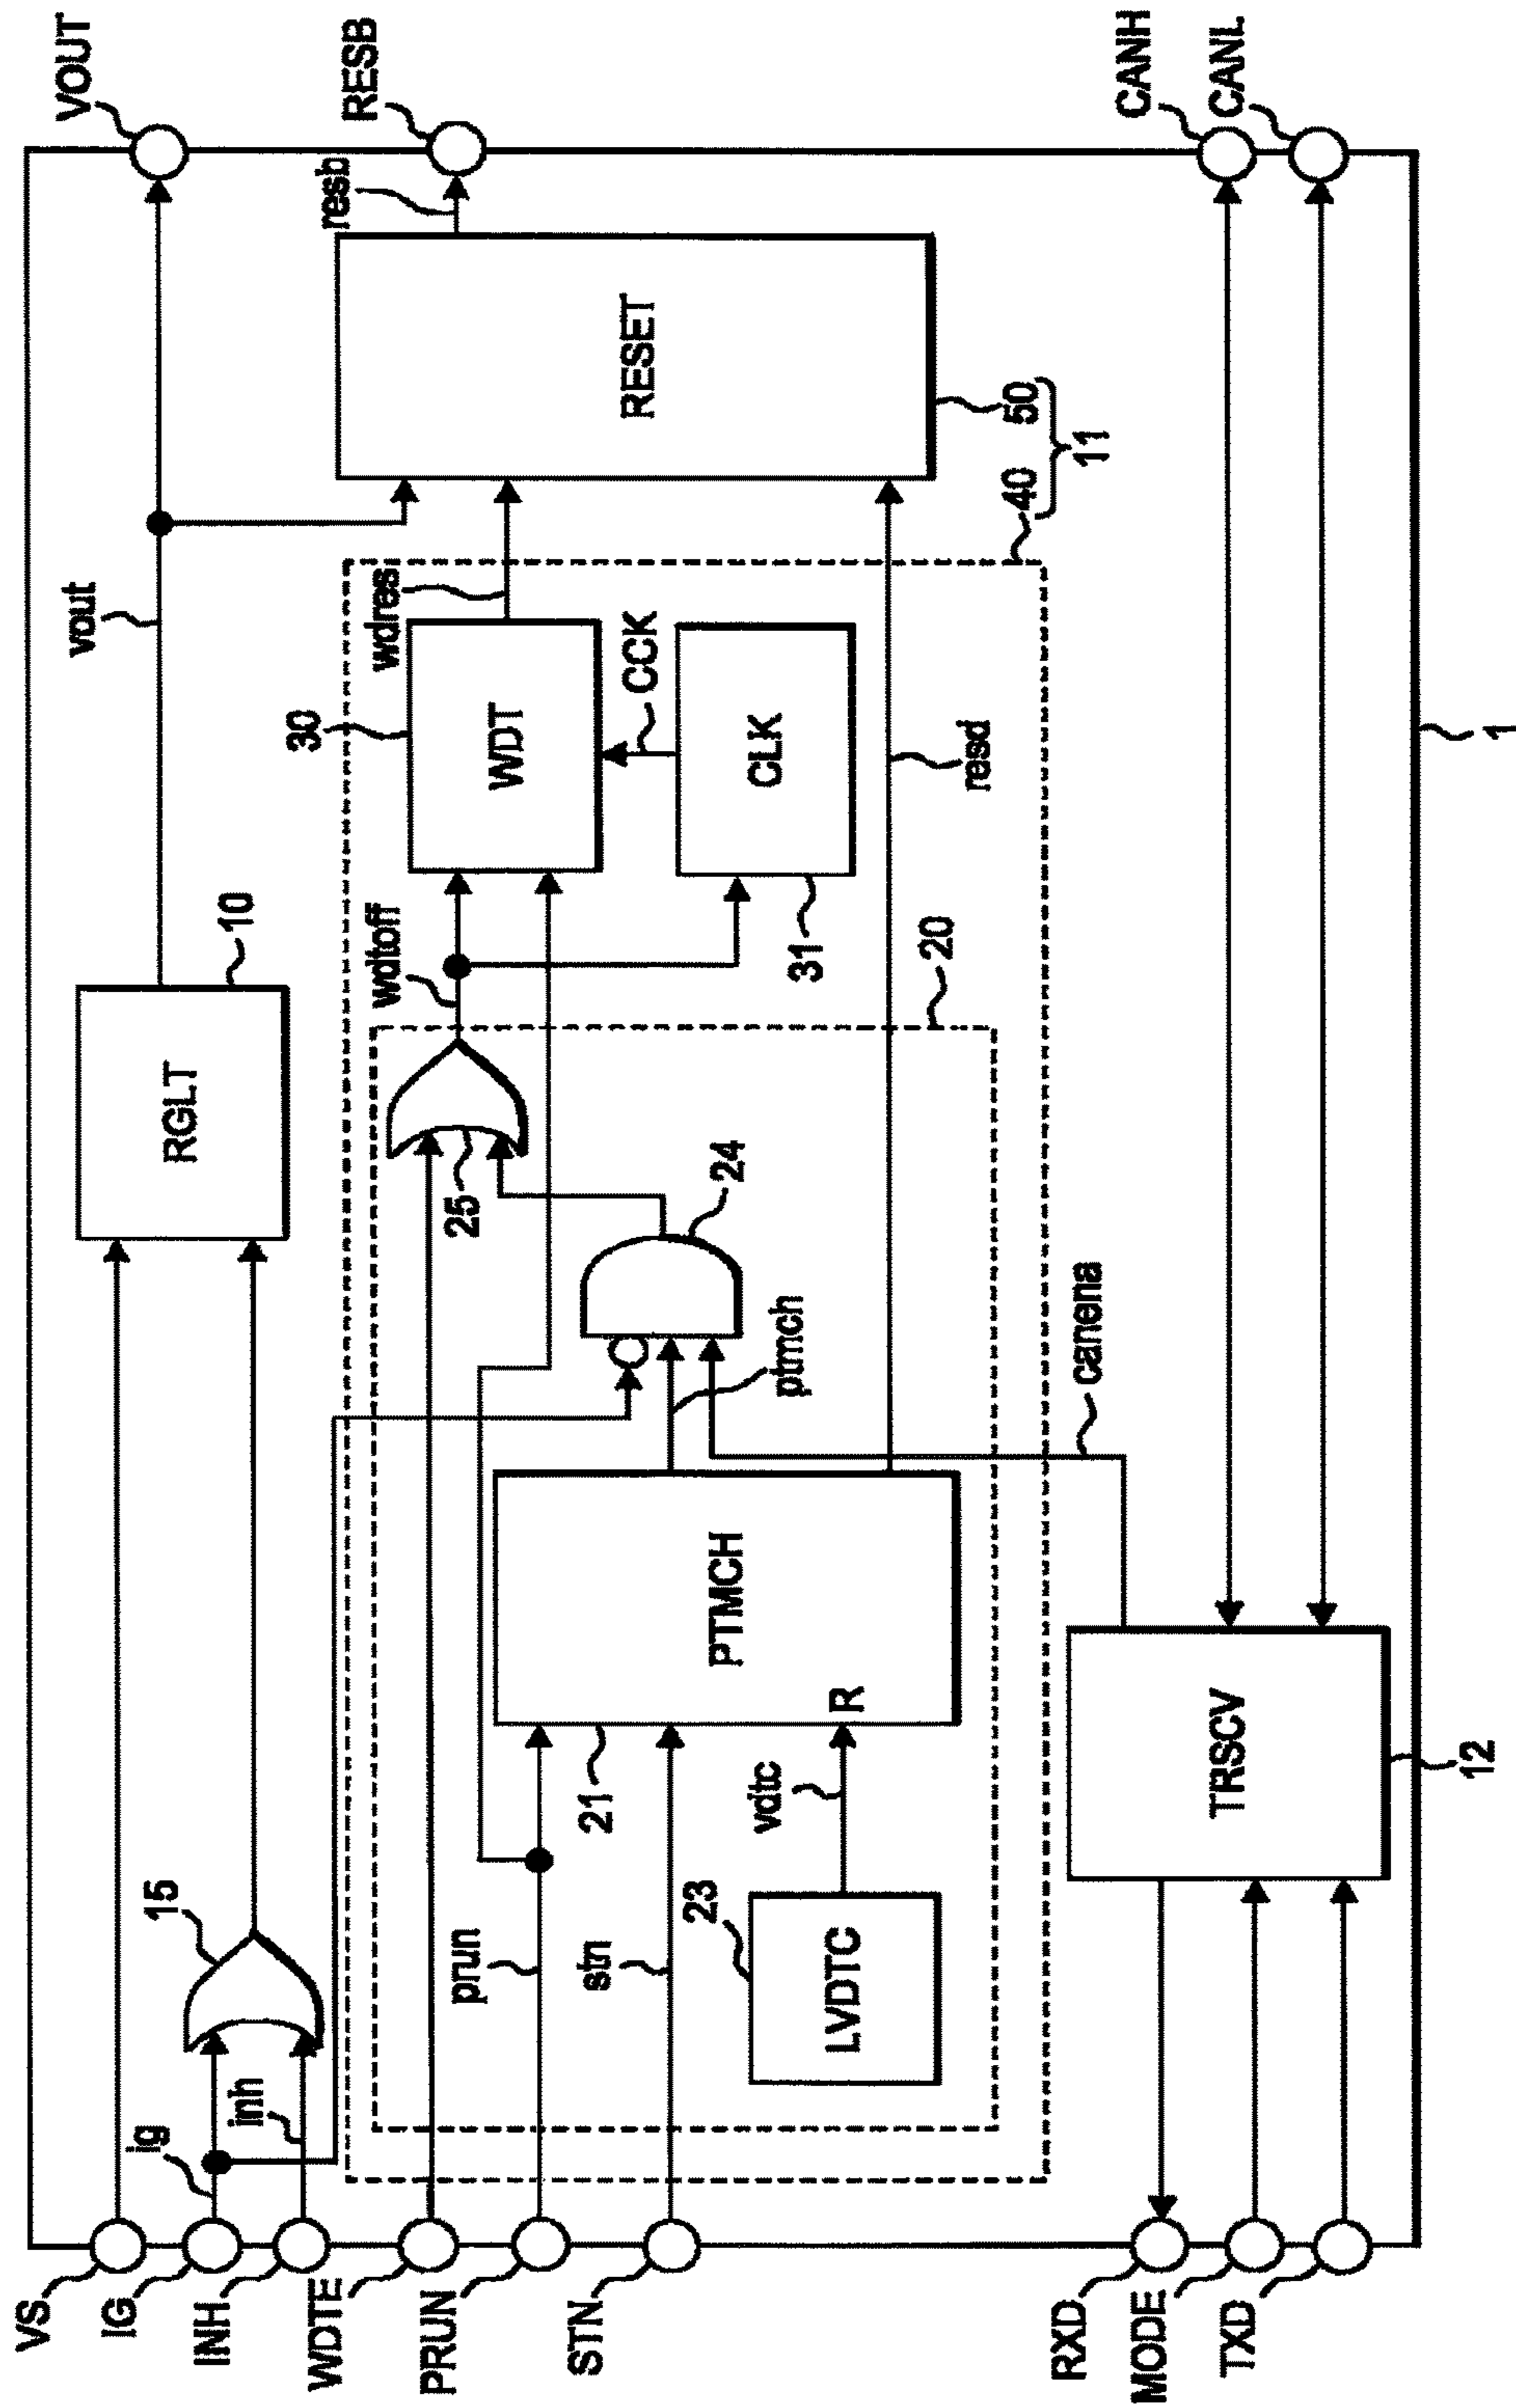 VS
IG
INH
WDTE
PRUN
STN
RXD
MODE
TXD
ig
inh
15
prun
stn
LVDTC
23
vdtc
R
PTMCH
21
ptmch
canena
TRSCV
12
RGLT
10
24
25
20
wdtoff
WDT
30
CLK
31
CCK
wdres
resd
vout
RESET
40
50
11
resb
1
VOUT
RESB
CANH
CANL